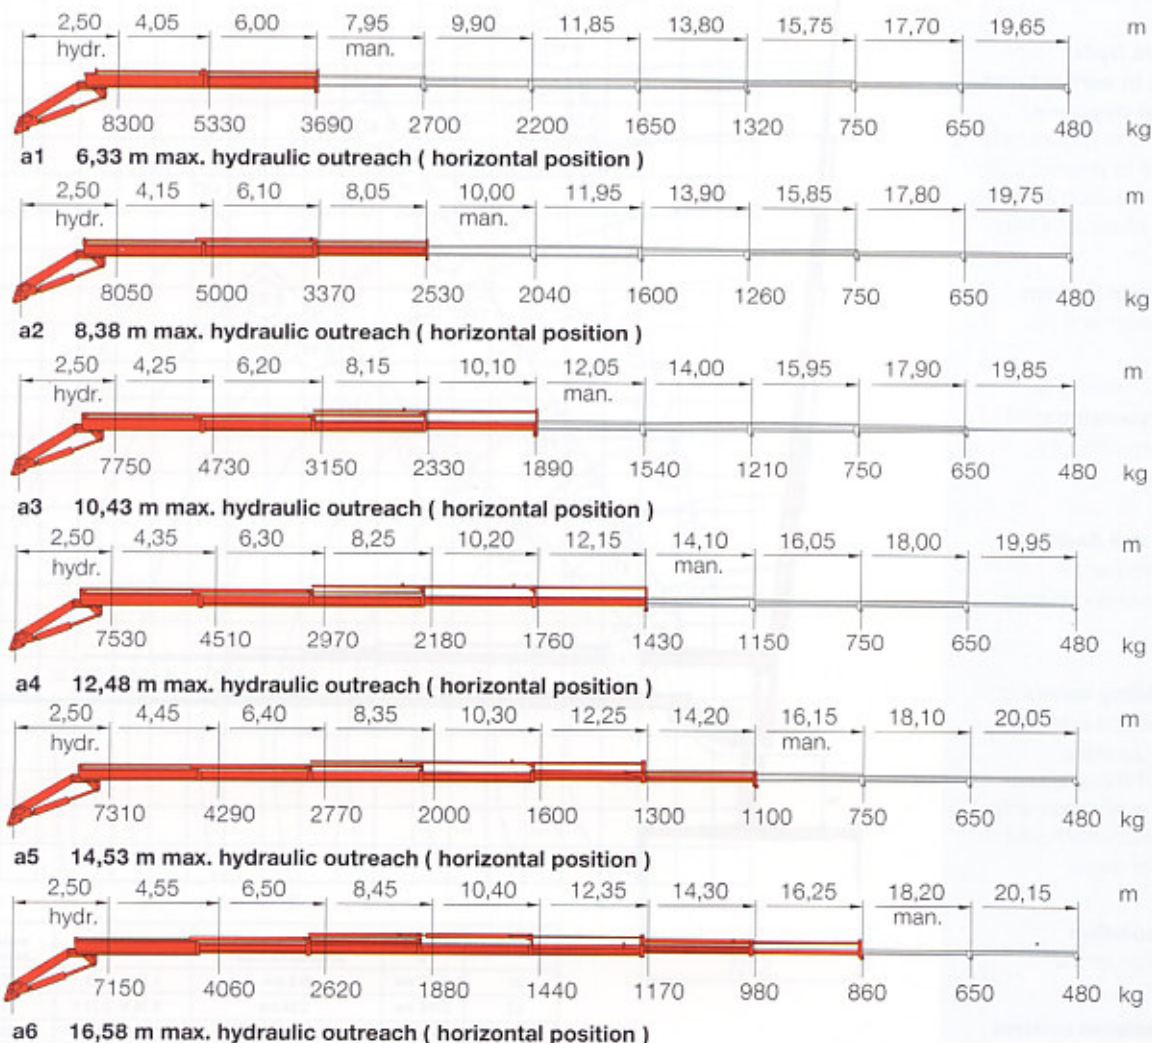 2,50 4,05 6,00 7,95 9,90 11,85 13,80 15,75 17,70 19,65 m
hydr. man.
8300 5330 3690 2700 2200 1650 1320 750 650 480 kg
a1 6,33 m max. hydraulic outreach ( horizontal position )
2,50 4,15 6,10 8,05 10,00 11,95 13,90 15,85 17,80 19,75 m
hydr. man.
8050 5000 3370 2530 2040 1600 1260 750 650 480 kg
a2 8,38 m max. hydraulic outreach ( horizontal position )
2,50 4,25 6,20 8,15 10,10 12,05 14,00 15,95 17,90 19,85 m
hydr. man.
7750 4730 3150 2330 1890 1540 1210 750 650 480 kg
a3 10,43 m max. hydraulic outreach ( horizontal position )
2,50 4,35 6,30 8,25 10,20 12,15 14,10 16,05 18,00 19,95 m
hydr. man.
7530 4510 2970 2180 1760 1430 1150 750 650 480 kg
a4 12,48 m max. hydraulic outreach ( horizontal position )
2,50 4,45 6,40 8,35 10,30 12,25 14,20 16,15 18,10 20,05 m
hydr. man.
7310 4290 2770 2000 1600 1300 1100 750 650 480 kg
a5 14,53 m max. hydraulic outreach ( horizontal position )
2,50 4,55 6,50 8,45 10,40 12,35 14,30 16,25 18,20 20,15 m
hydr. man.
7150 4060 2620 1880 1440 1170 980 860 650 480 kg
a6 16,58 m max. hydraulic outreach ( horizontal position )